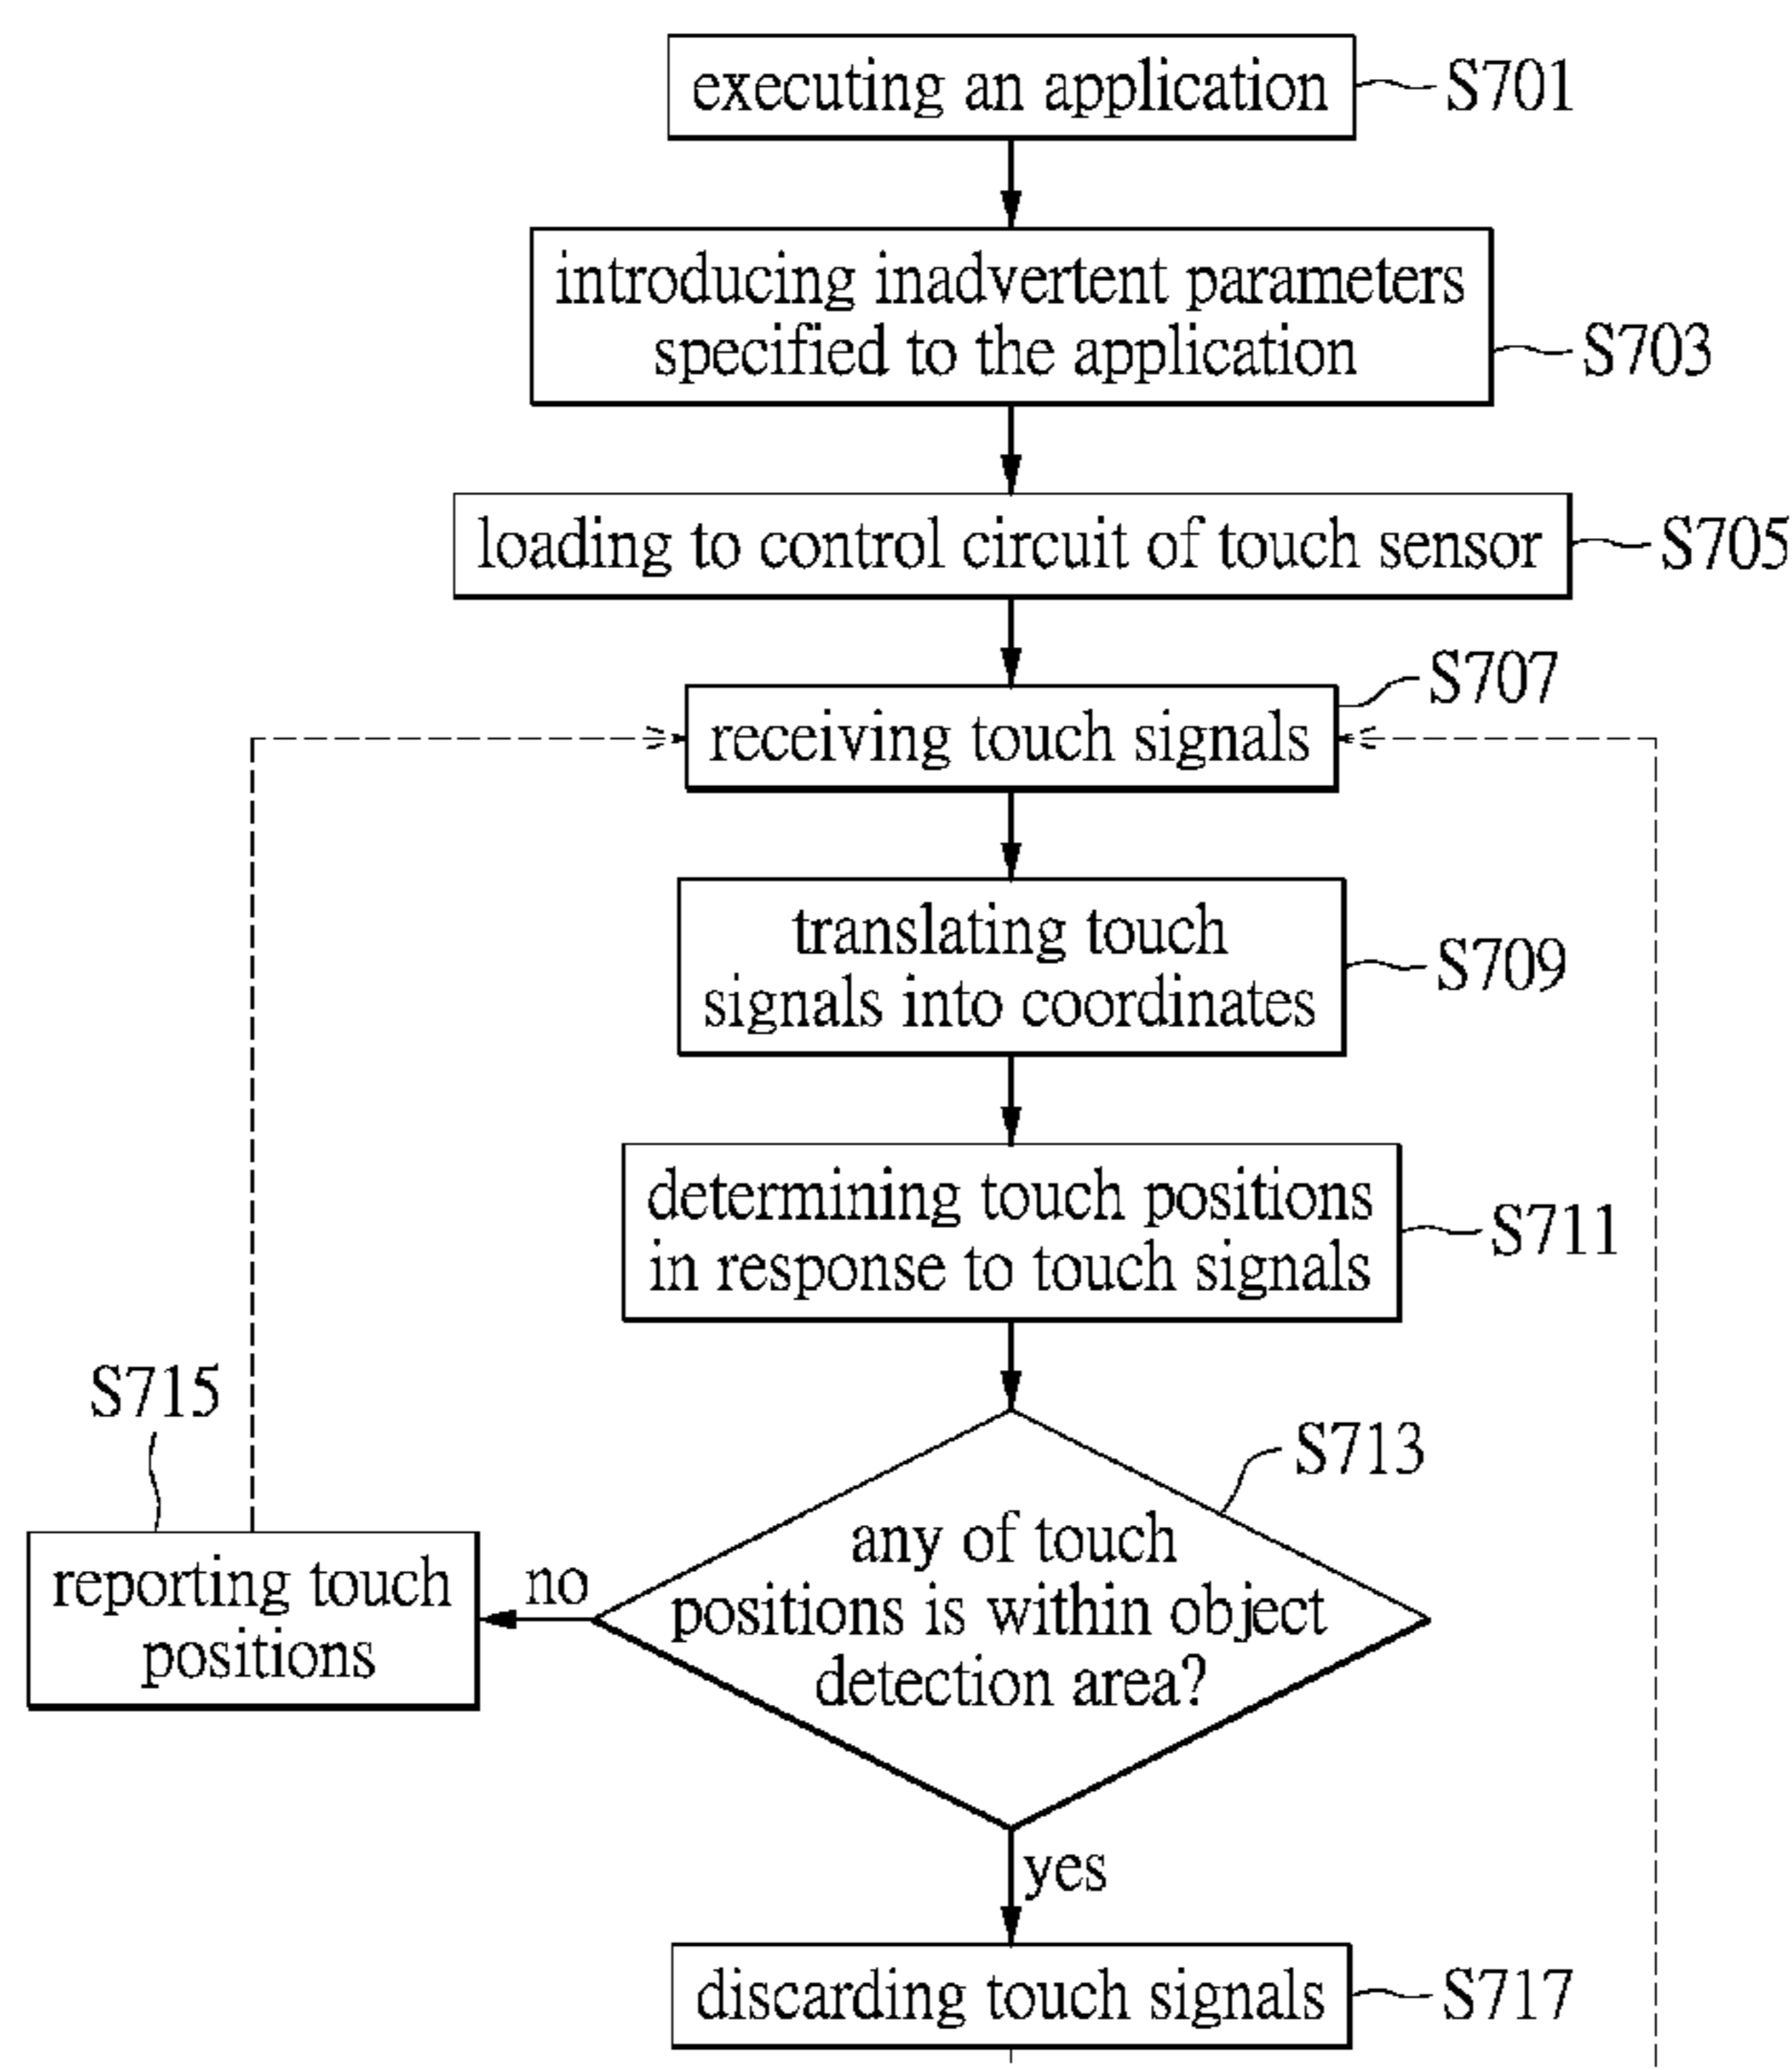 executing an application
S701
introducing inadvertent parameters
specified to the application
S703
loading to control circuit of touch sensor
S705
S707
receiving touch signals
translating touch
signals into coordinates
S709
determining touch positions
in response to touch signals
S711
S715
S713
reporting touch
positions
no
any of touch
positions is within object
detection area?
yes
discarding touch signals
S717